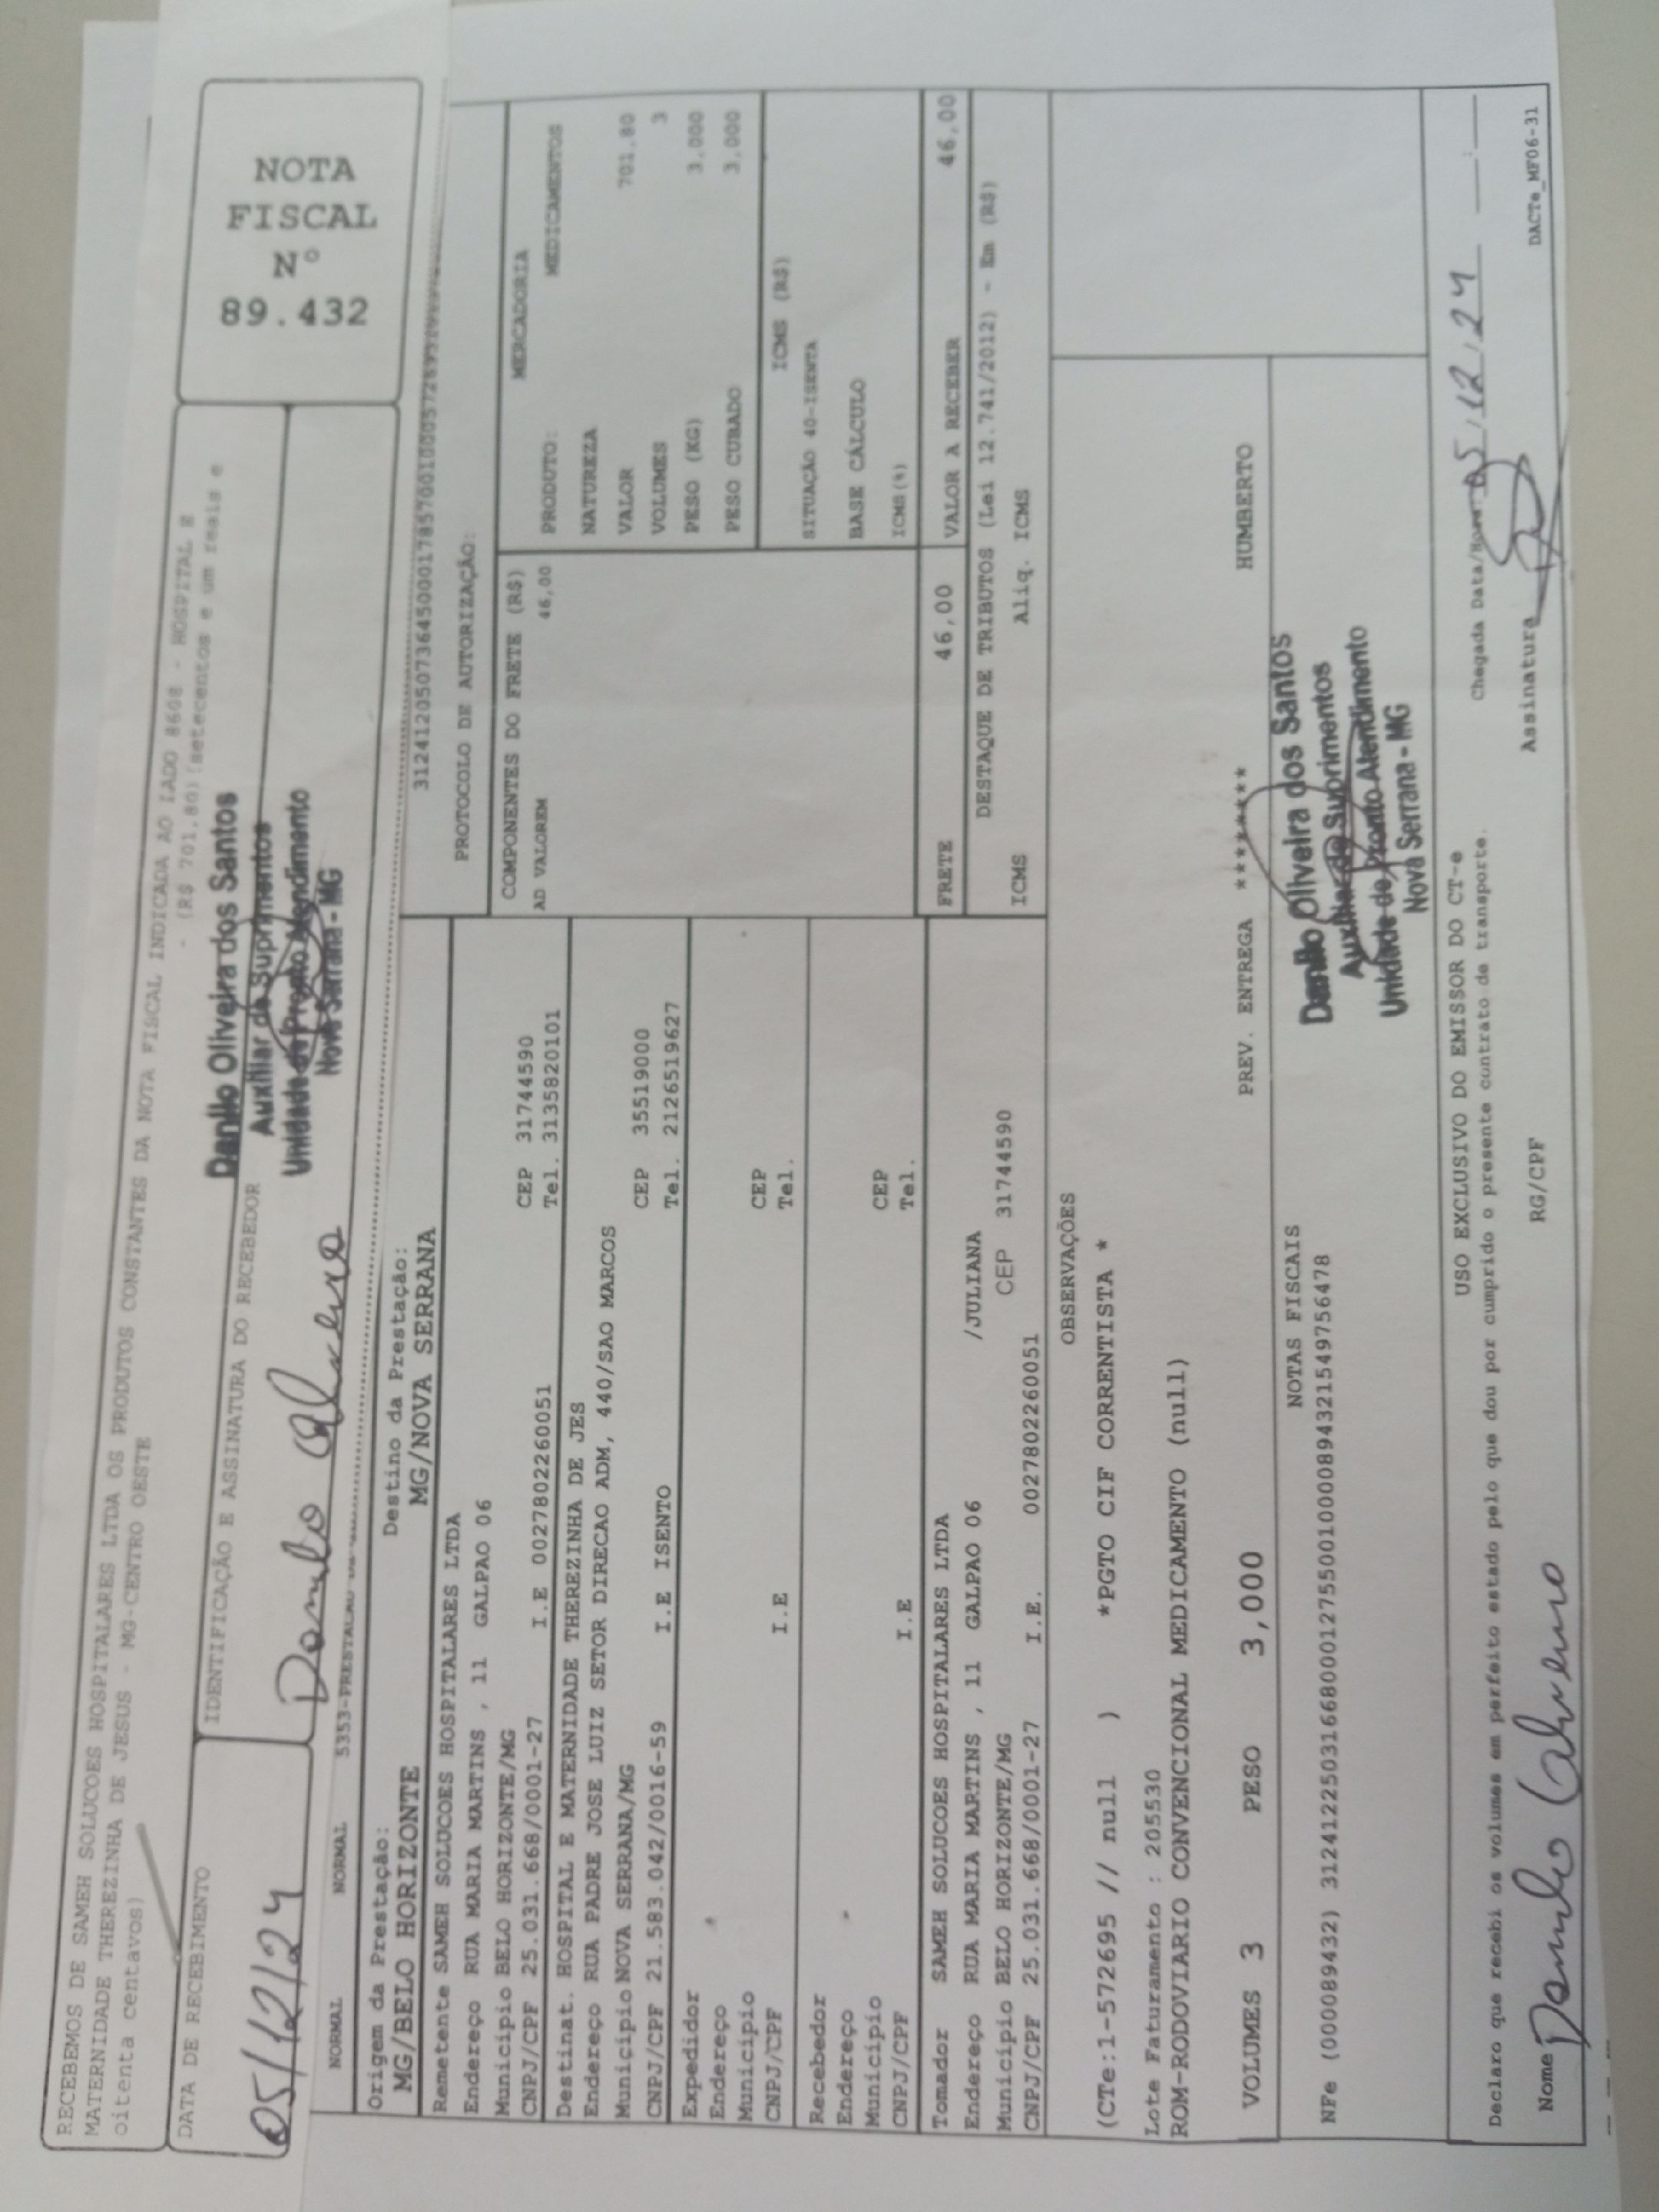 RECEBEMOS DE SAMEH SOLUCOES HOSPITALARES LTDA OS PRODUTOS CONSTANTES DA NOTA FISCAL INDICADA AO LADO 8608 - HOSPITAL E
MATERNIDADE THEREZINHA DE JESUS - MG-CENTRO OESTE - (R$ 701.80)(setecentos e um reais e
oitenta centavos)
NOTA
FISCAL
Nº
89.432
DATA DE RECEBIMENTO
IDENTIFICAÇÃO E ASSINATURA DO RECEBEDOR
05/12/24
Danilo
Danilo Oliveira dos Santos
Auxiliar de Suprimentos
Unidade de Pronto Atendimento
Nova Serrana - MG
NORMAL NORMAL
Origem da Prestação:
MG/BELO HORIZONTE
Destino da Prestação:
MG/NOVA SERRANA
PROTOCOLO DE AUTORIZAÇÃO:
Remetente SAMEH SOLUCOES HOSPITALARES LTDA
Endereço RUA MARIA MARTINS , 11 GALPAO 06
Município BELO HORIZONTE/MG CEP 31744590
CNPJ/CPF 25.031.668/0001-27 I.E 0027802260051 Tel. 3135820101
Destinat. HOSPITAL E MATERNIDADE THEREZINHA DE JES
Endereço RUA PADRE JOSE LUIZ SETOR DIRECAO ADM, 440/SAO MARCOS
Município NOVA SERRANA/MG CEP 35519000
CNPJ/CPF 21.583.042/0016-59 I.E ISENTO Tel. 2126519627
Expedidor
Endereço
Município CEP
CNPJ/CPF I.E Tel.
Recebedor
Endereço
Município CEP
CNPJ/CPF I.E Tel.
Tomador SAMEH SOLUCOES HOSPITALARES LTDA
Endereço RUA MARIA MARTINS , 11 GALPAO 06 /JULIANA
Município BELO HORIZONTE/MG CEP 31744590
CNPJ/CPF 25.031.668/0001-27 I.E. 0027802260051
COMPONENTES DO FRETE (R$)
AD VALOREM 46,00
MERCADORIA
PRODUTO: MEDICAMENTOS
NATUREZA
VALOR 701,80
VOLUMES 3
PESO (KG) 3,000
PESO CUBADO 3,000
ICMS (R$)
SITUAÇÃO 40-ISENTA
BASE CÁLCULO
ICMS(%)
FRETE 46,00 VALOR A RECEBER 46,00
DESTAQUE DE TRIBUTOS (Lei 12.741/2012) - Em (R$)
ICMS Aliq. ICMS
OBSERVAÇÕES
(CTe:1-572695 // null ) *PGTO CIF CORRENTISTA *
Lote Faturamento : 205530
ROM-RODOVIARIO CONVENCIONAL MEDICAMENTO (null)
VOLUMES 3 PESO 3,000 PREV. ENTREGA ******** HUMBERTO
NOTAS FISCAIS
NFe (000089432) 31241225031668000127550010000894321549756478
Danilo Oliveira dos Santos
Auxiliar de Suprimentos
Unidade de Pronto Atendimento
Nova Serrana - MG
USO EXCLUSIVO DO EMISSOR DO CT-e
Declaro que recebi os volumes em perfeito estado pelo que dou por cumprido o presente contrato de transporte.
Chegada Data/Hora 05/12/24
Nome Danilo RG/CPF Assinatura
DACTe_MF06-31